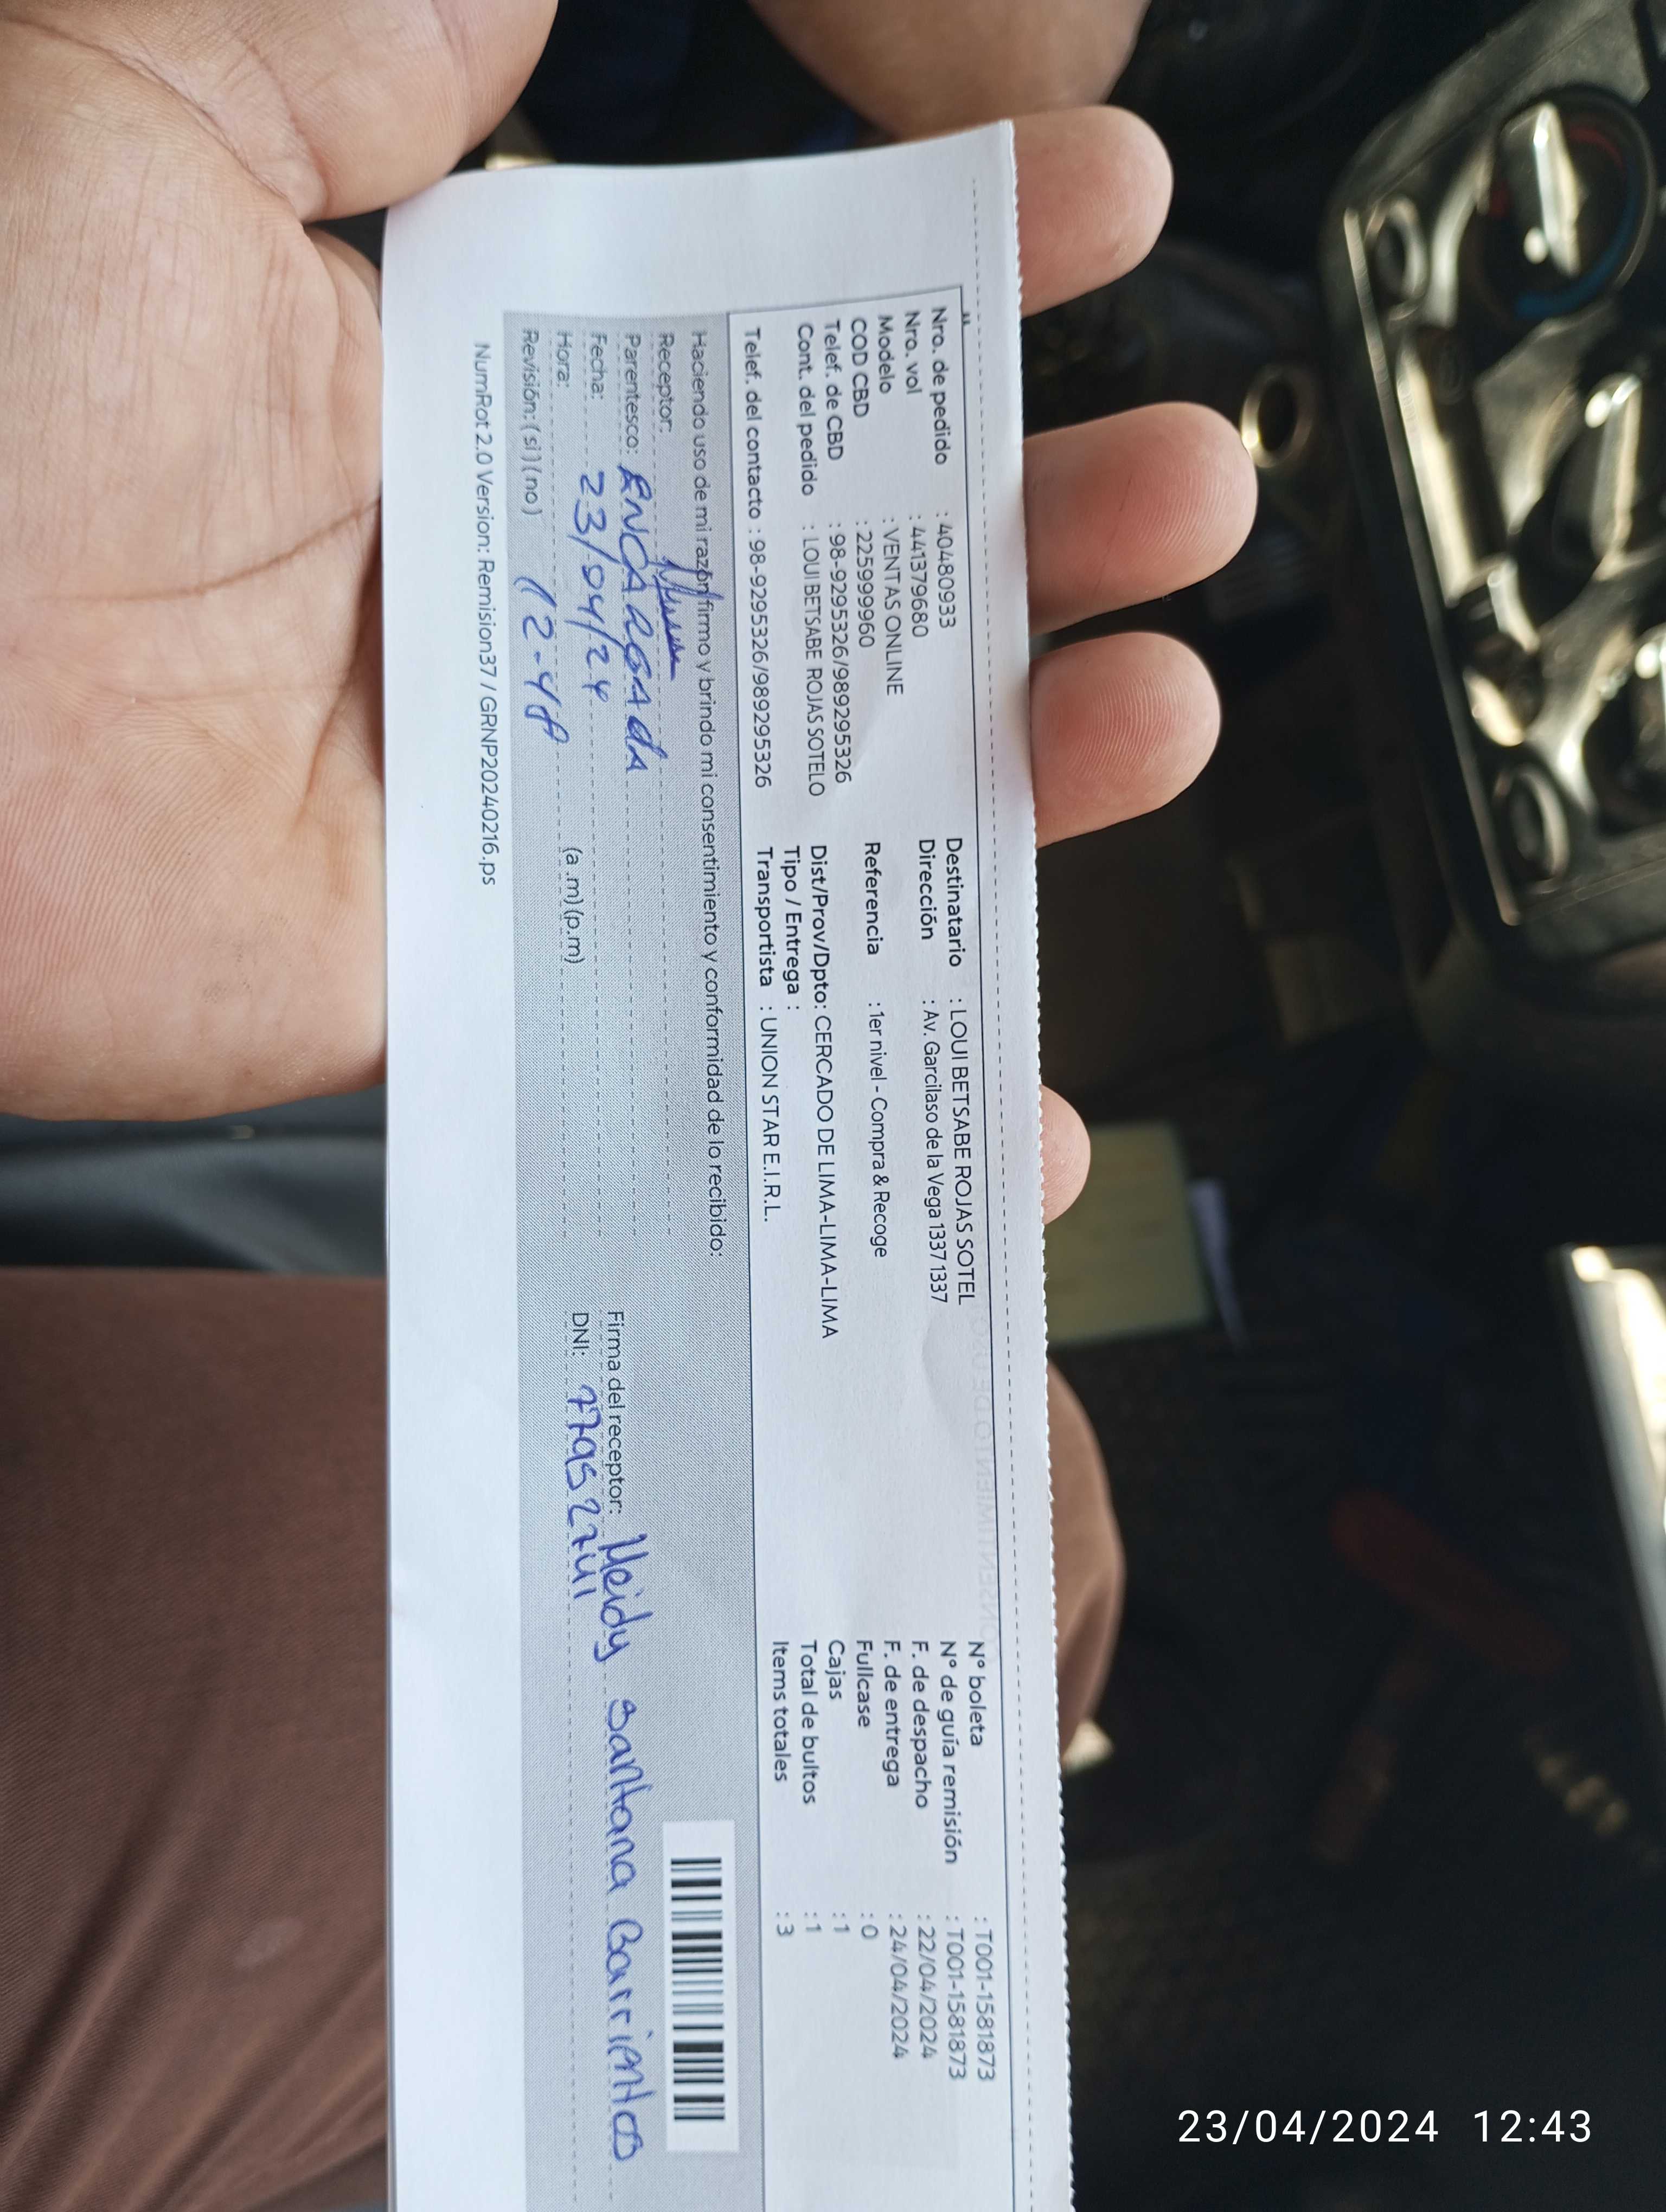 Nro. de pedido : 40480933
Nro. vol : 441379680
Modelo : VENTAS ONLINE
COD CBD : 225999960
Telef. de CBD : 98-9295326/989295326
Cont. del pedido : LOUI BETSABE ROJAS SOTELO
Telef. del contacto : 98-9295326/989295326
Destinatario : LOUI BETSABE ROJAS SOTEL
Dirección : Av. Garcilaso de la Vega 1337 1337
Referencia : 1er nivel - Compra & Recoge
Dist/Prov/Dpto: CERCADO DE LIMA-LIMA-LIMA
Tipo / Entrega :
Transportista : UNION STAR E.I.R.L.
N° boleta : T001-1581873
N° de guía remisión : T001-1581873
F. de despacho : 22/04/2024
F. de entrega : 24/04/2024
Fullcase : 0
Cajas : 1
Total de bultos : 1
Items totales : 3
Haciendo uso de mi razón firmo y brindo mi consentimiento y conformidad de lo recibido:
Receptor:
Parentesco: ENCARGADA
Fecha: 23/04/24
Hora: (a .m)(p.m)
Revisión: (si)(no)
Firma del receptor: Heidy Santana Barrientos
DNI: 77952741
NumRot 2.0 Version: Remision37 / GRNP20240216.ps
23/04/2024 12:43